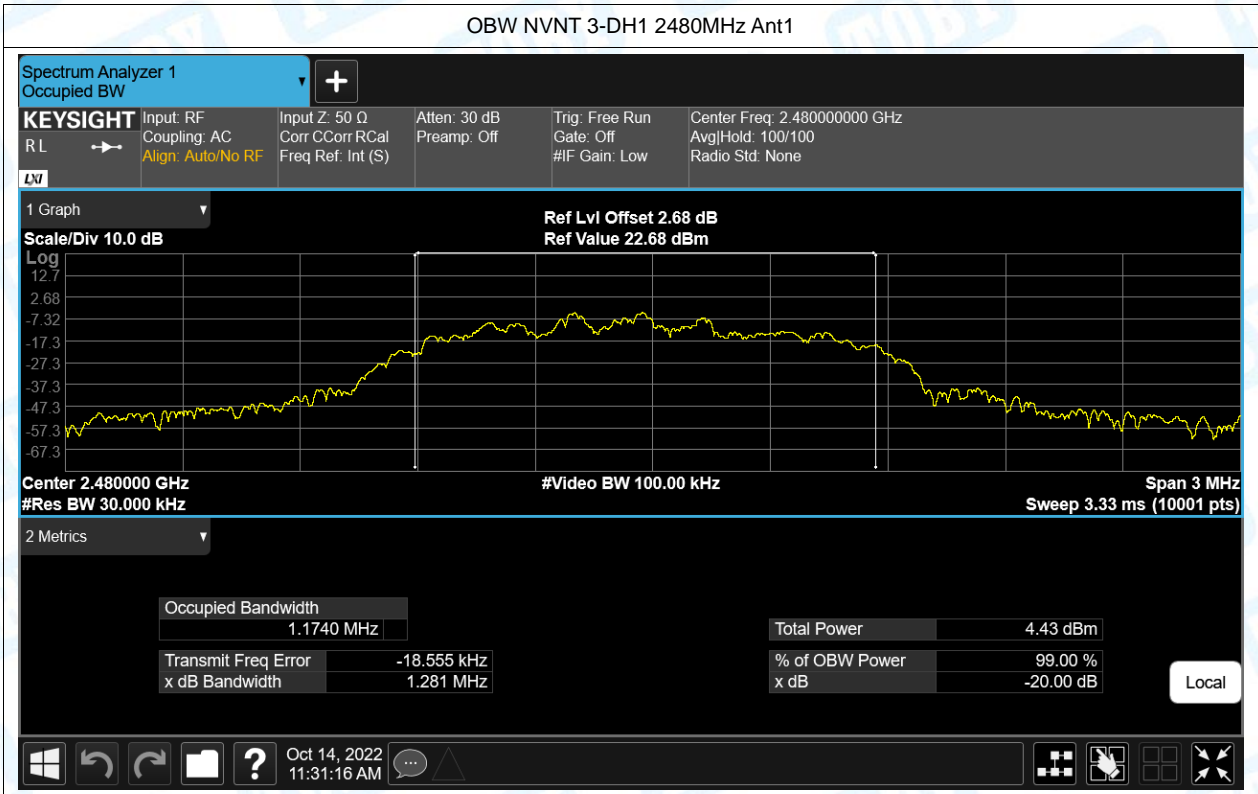 OBW NVNT 3-DH1 2480MHz Ant1
Spectrum Analyzer 1
Occupied BW
KEYSIGHT
R L
LXI
Input: RF
Coupling: AC
Align: Auto/No RF
Input Z: 50 Ω
Corr CCorr RCal
Freq Ref: Int (S)
Atten: 30 dB
Preamp: Off
Trig: Free Run
Gate: Off
#IF Gain: Low
Center Freq: 2.480000000 GHz
Avg|Hold: 100/100
Radio Std: None
1 Graph
Scale/Div 10.0 dB
Ref Lvl Offset 2.68 dB
Ref Value 22.68 dBm
Log
12.7
2.68
-7.32
-17.3
-27.3
-37.3
-47.3
-57.3
-67.3
Center 2.480000 GHz
#Video BW 100.00 kHz
Span 3 MHz
#Res BW 30.000 kHz
Sweep 3.33 ms (10001 pts)
2 Metrics
Occupied Bandwidth
1.1740 MHz
Total Power 4.43 dBm
Transmit Freq Error -18.555 kHz
% of OBW Power 99.00 %
x dB Bandwidth 1.281 MHz
x dB -20.00 dB
Local
?
Oct 14, 2022
11:31:16 AM